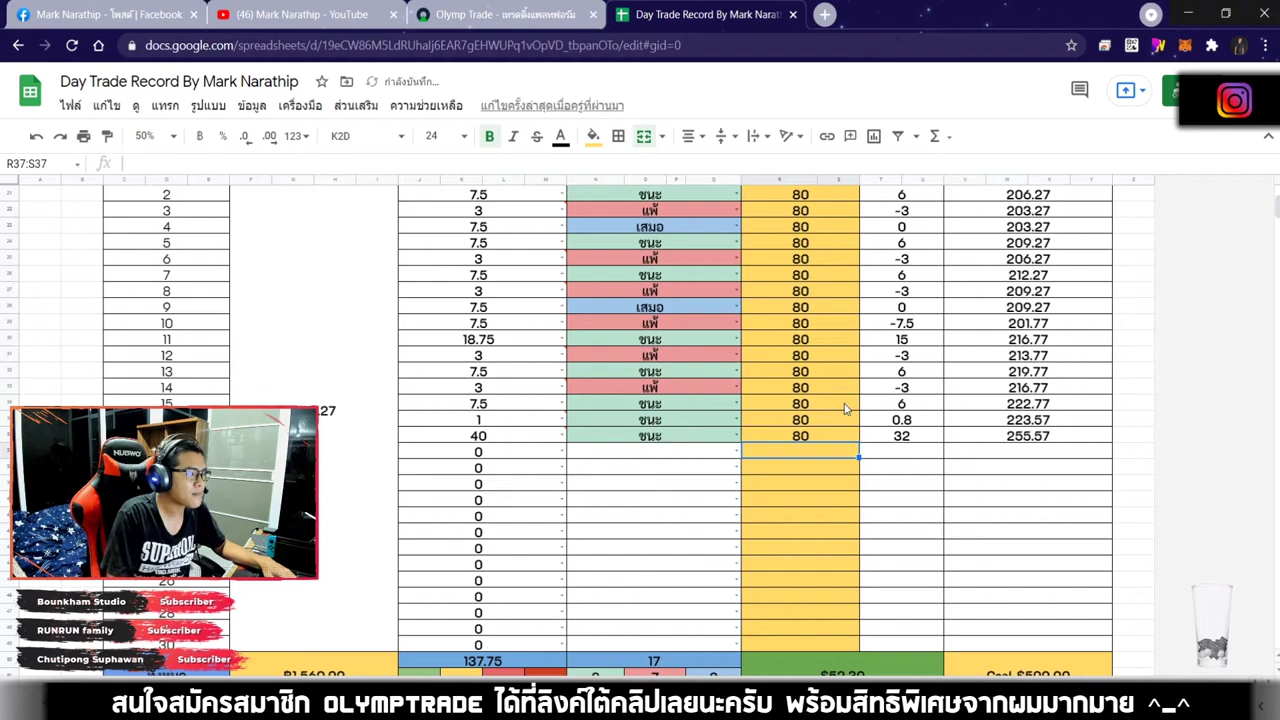 Mark Narathip - โพสต์ | Facebook
(46) Mark Narathip - YouTube
Olymp Trade - เทรดดิ้งแพลทฟอร์ม
Day Trade Record By Mark Narat
docs.google.com/spreadsheets/d/19eCW86M5LdRUhaIj6EAR7gEHWUPq1vOpVD_tbpanOTo/edit#gid=0
Day Trade Record By Mark Narathip
กำลังบันทึก...
ไฟล์ แก้ไข ดู แทรก รูปแบบ ข้อมูล เครื่องมือ ส่วนเสริม ความช่วยเหลือ แก้ไขครั้งล่าสุดเมื่อครู่ที่ผ่านมา
50% % .0 .00 123 K2D 24 B I S A
R37:S37 fx
2 7.5 ชนะ 80 6 206.27
3 3 แพ้ 80 -3 203.27
4 7.5 เสมอ 80 0 203.27
5 7.5 ชนะ 80 6 209.27
6 3 แพ้ 80 -3 206.27
7 7.5 ชนะ 80 6 212.27
8 3 แพ้ 80 -3 209.27
9 7.5 เสมอ 80 0 209.27
10 7.5 แพ้ 80 -7.5 201.77
11 18.75 ชนะ 80 15 216.77
12 3 แพ้ 80 -3 213.77
13 7.5 ชนะ 80 6 219.77
14 3 แพ้ 80 -3 216.77
15 7.5 ชนะ 80 6 222.77
.27
1 ชนะ 80 0.8 223.57
40 ชนะ 80 32 255.57
0
0
0
0
0
0
0
0
0
0
0
0
0
30
137.75 17
NUBWO
SUPAROIL
Bounkham Studio Subscriber
RUNRUN family Subscriber
Chutipong Suphawan Subscriber
สนใจสมัครสมาชิก OLYMPTRADE ได้ที่ลิงค์ใต้คลิปเลยนะครับ พร้อมสิทธิพิเศษจากผมมากมาย ^_^